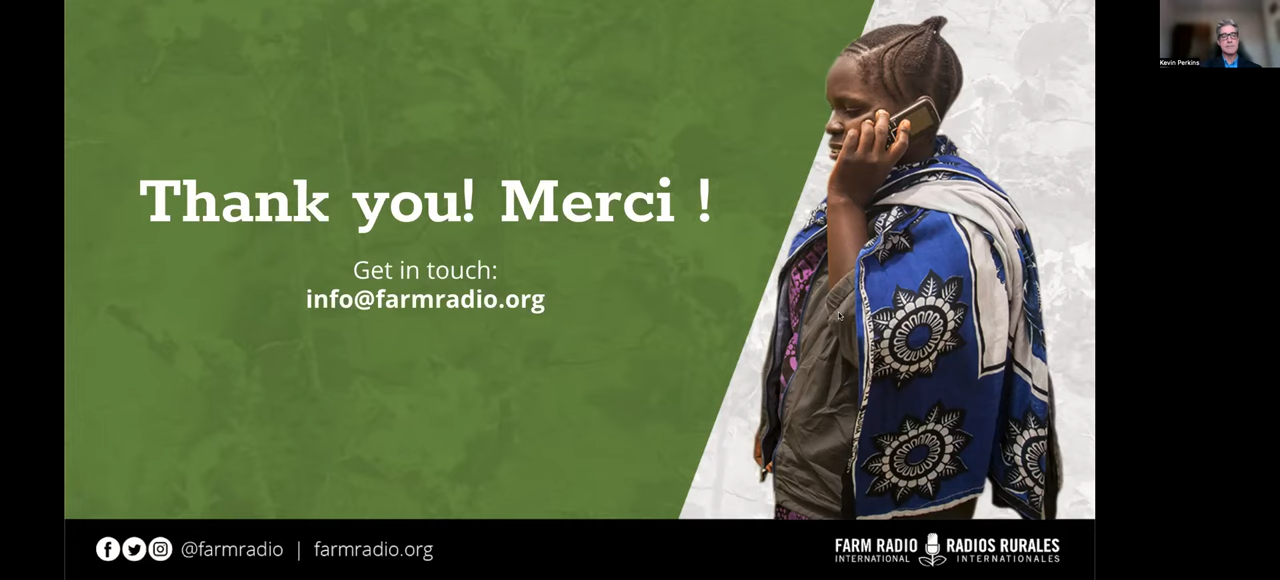 Thank you! Merci !
Get in touch:
info@farmradio.org
@farmradio | farmradio.org
FARM RADIO RADIOS RURALES
INTERNATIONAL INTERNATIONALES
Kevin Perkins